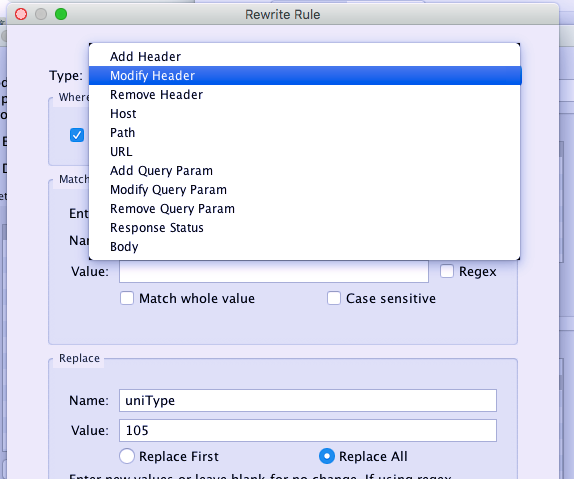 Rewrite Rule
Type:
Add Header
Modify Header
Remove Header
Host
Path
URL
Add Query Param
Modify Query Param
Remove Query Param
Response Status
Body
Where
Match
Value: Regex
Match whole value Case sensitive
Replace
Name: uniType
Value: 105
Replace First Replace All
Enter new values or leave blank for no change. If using regex